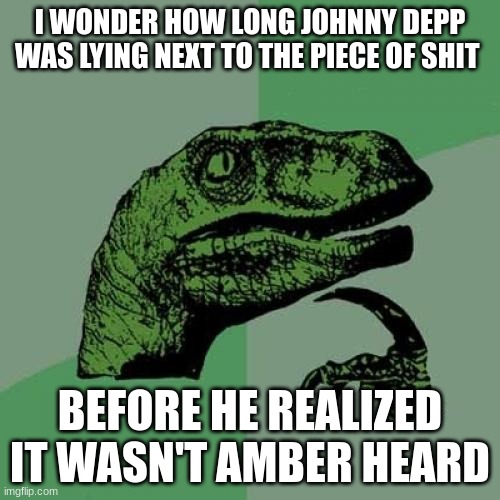 I WONDER HOW LONG JOHNNY DEPP
WAS LYING NEXT TO THE PIECE OF SHIT
BEFORE HE REALIZED
IT WASN'T AMBER HEARD
imgflip.com